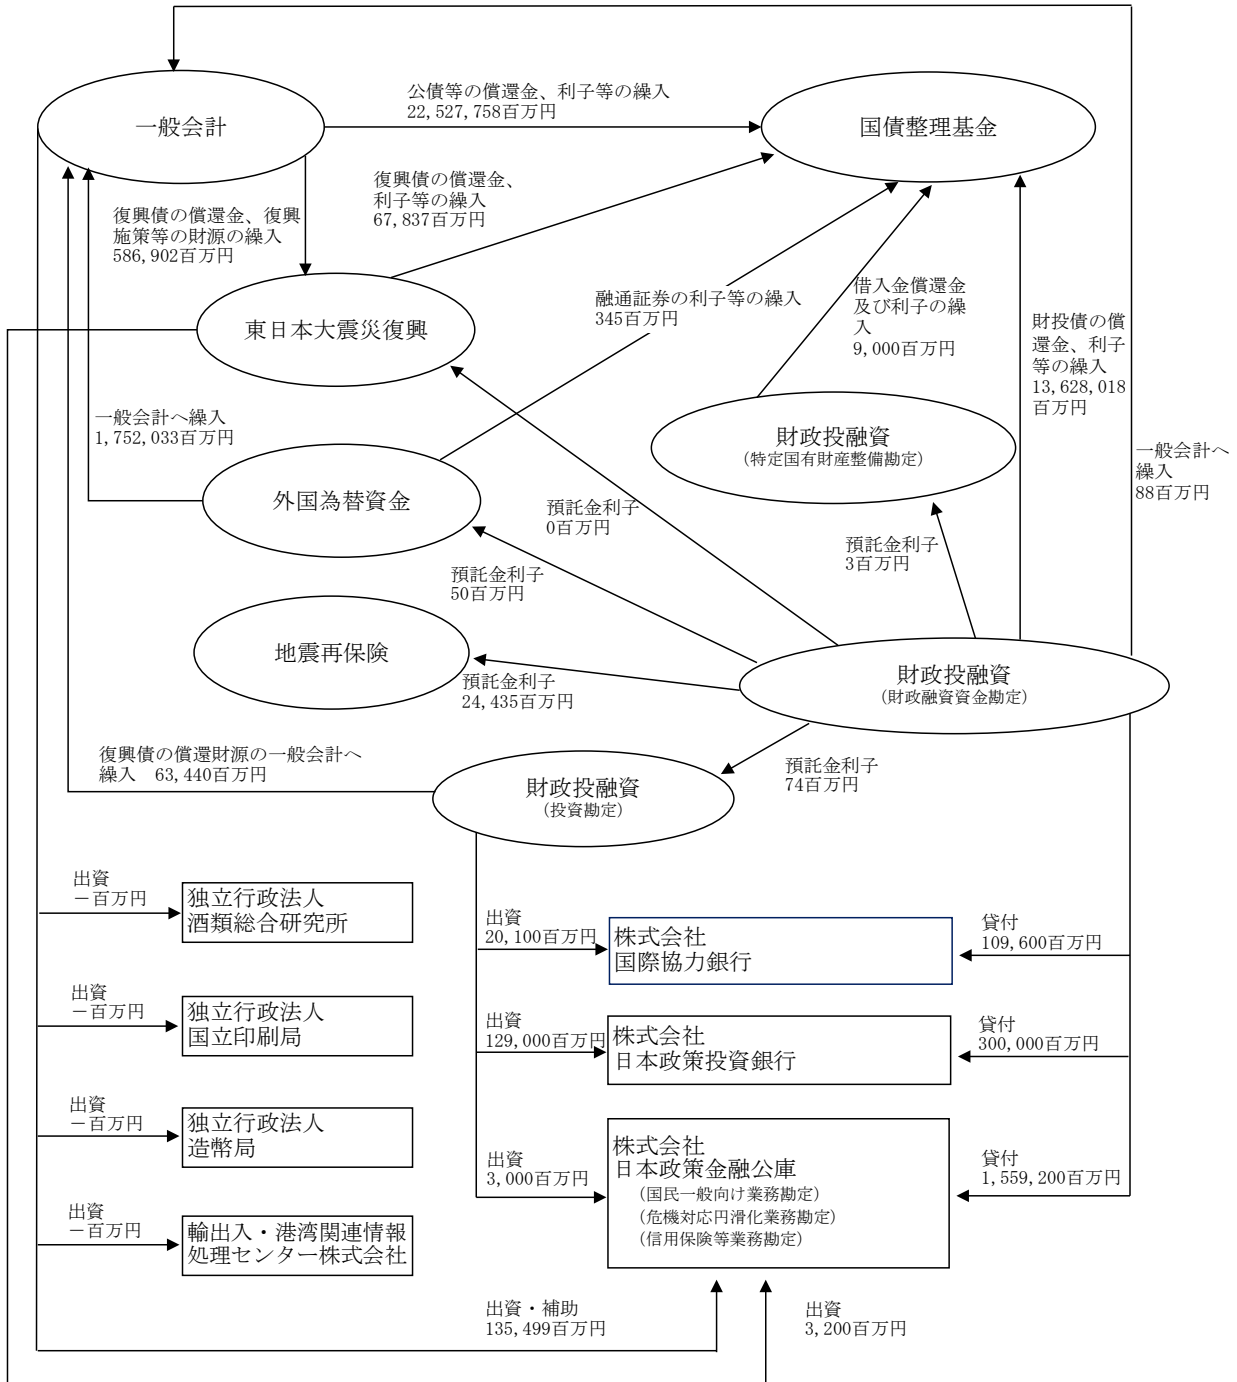 一般会計
公債等の償還金、利子等の繰入
22,527,758百万円
国債整理基金
復興債の償還金、復興
施策等の財源の繰入
586,902百万円
復興債の償還金、
利子等の繰入
67,837百万円
東日本大震災復興
融通証券の利子等の繰入
345百万円
借入金償還金
及び利子の繰
入
9,000百万円
財投債の償
還金、利子
等の繰入
13,628,018
百万円
一般会計へ繰入
1,752,033百万円
財政投融資
(特定国有財産整備勘定)
一般会計へ
繰入
88百万円
外国為替資金
預託金利子
0百万円
預託金利子
3百万円
預託金利子
50百万円
地震再保険
預託金利子
24,435百万円
財政投融資
(財政融資資金勘定)
復興債の償還財源の一般会計へ
繰入　63,440百万円
財政投融資
(投資勘定)
預託金利子
74百万円
出資
－百万円
独立行政法人
酒類総合研究所
出資
20,100百万円
株式会社
国際協力銀行
貸付
109,600百万円
出資
－百万円
独立行政法人
国立印刷局
出資
129,000百万円
株式会社
日本政策投資銀行
貸付
300,000百万円
出資
－百万円
独立行政法人
造幣局
出資
3,000百万円
株式会社
日本政策金融公庫
(国民一般向け業務勘定)
(危機対応円滑化業務勘定)
(信用保険等業務勘定)
貸付
1,559,200百万円
出資
－百万円
輸出入・港湾関連情報
処理センター株式会社
出資・補助
135,499百万円
出資
3,200百万円